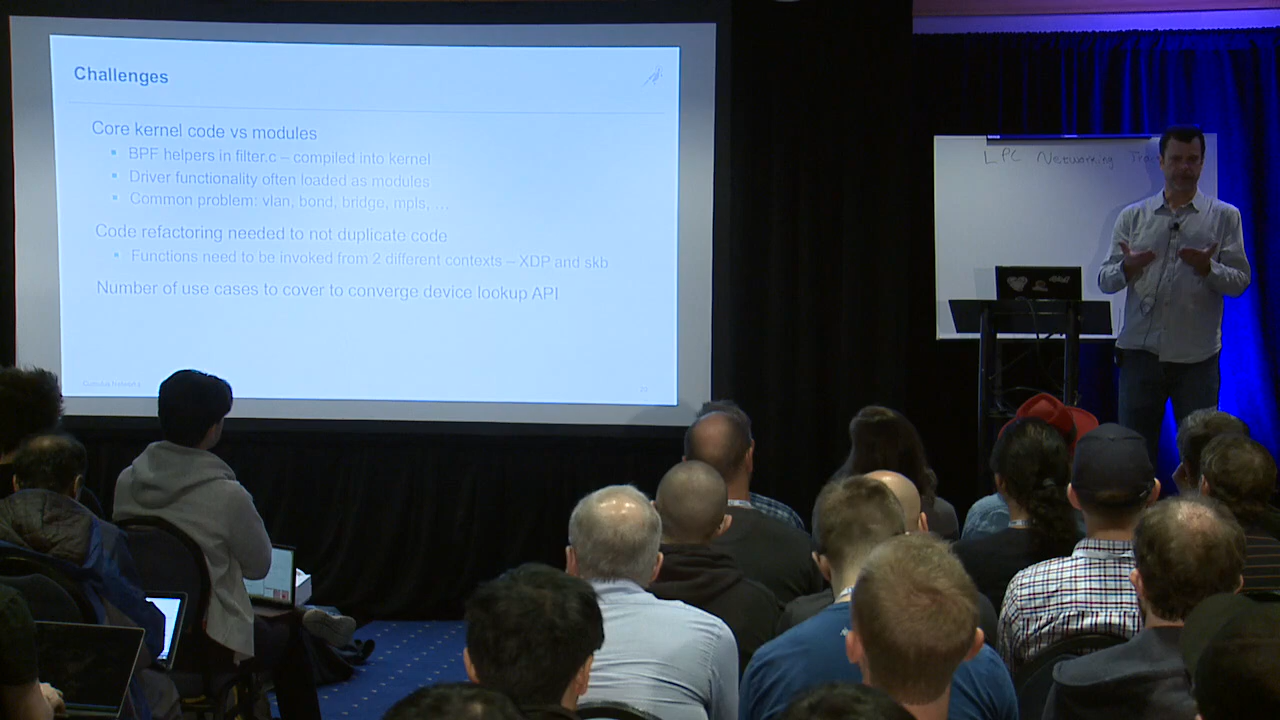 Challenges
Core kernel code vs modules
▪ BPF helpers in filter.c – compiled into kernel
▪ Driver functionality often loaded as modules
▪ Common problem: vlan, bond, bridge, mpls, …
Code refactoring needed to not duplicate code
▪ Functions need to be invoked from 2 different contexts – XDP and skb
Number of use cases to cover to converge device lookup API
Cumulus Networks
LPC Networking